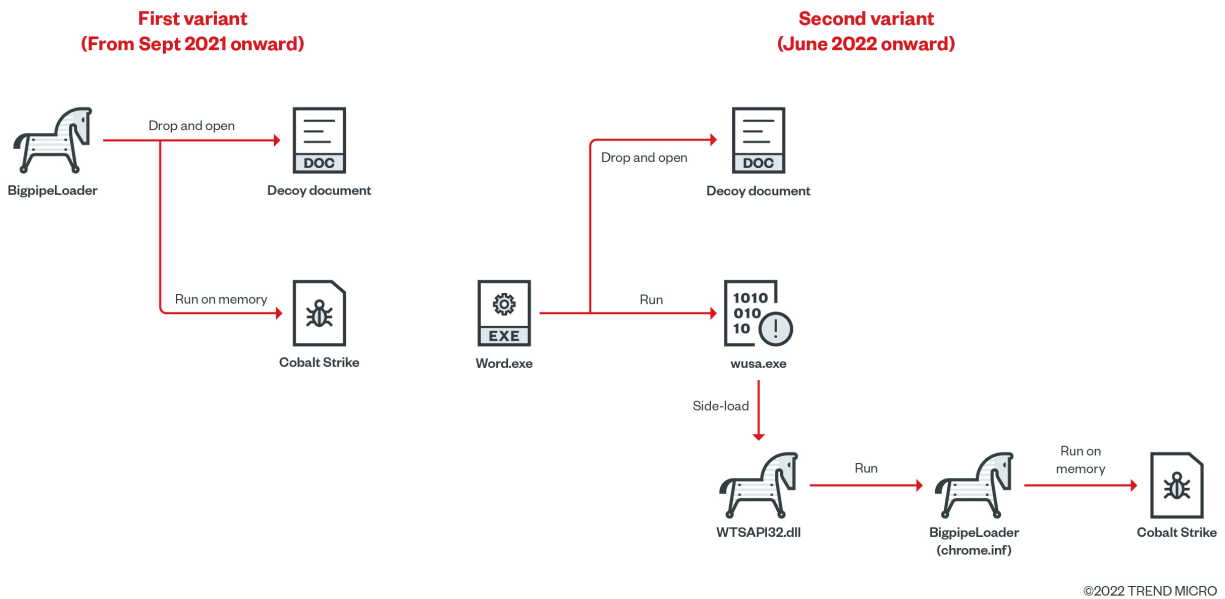 First variant
(From Sept 2021 onward)
Second variant
(June 2022 onward)
Drop and open
DOC
BigpipeLoader
Decoy document
Run on memory
Cobalt Strike
Drop and open
DOC
Decoy document
EXE
Word.exe
Run
1010
010
10
!
wusa.exe
Side-load
WTSAPI32.dll
Run
BigpipeLoader
(chrome.inf)
Run on
memory
Cobalt Strike
©2022 TREND MICRO